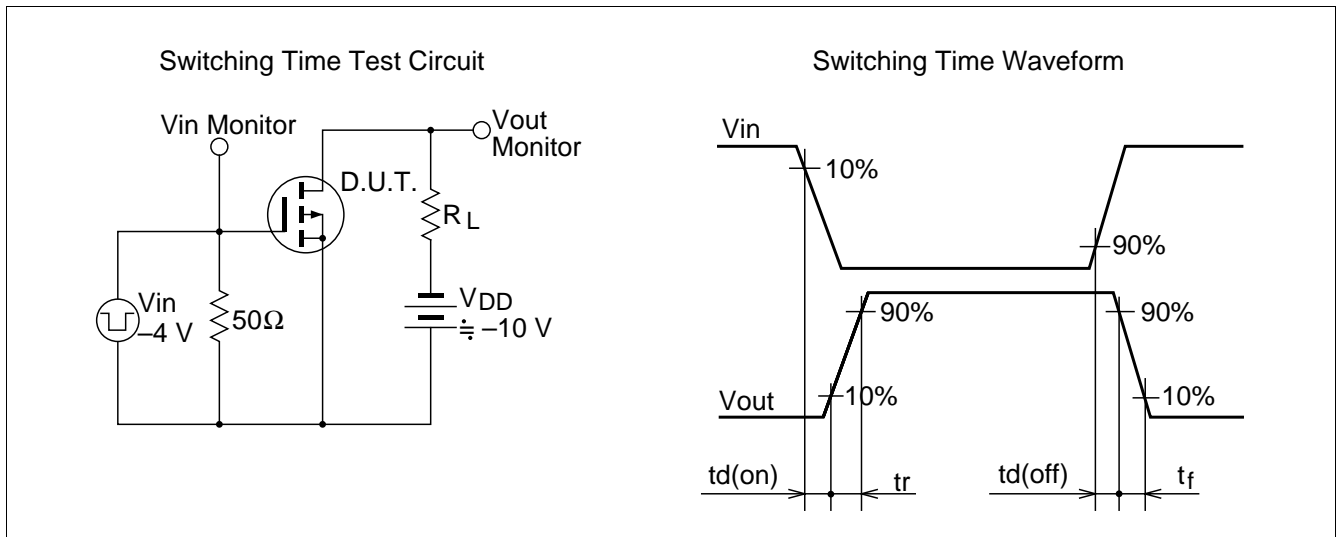 Switching Time Test Circuit
Vin Monitor
Vout
Monitor
D.U.T.
RL
Vin
–4 V
50Ω
VDD
≒ –10 V
Switching Time Waveform
Vin
10%
90%
90%
90%
Vout
10%
10%
td(on)
tr
td(off)
tf